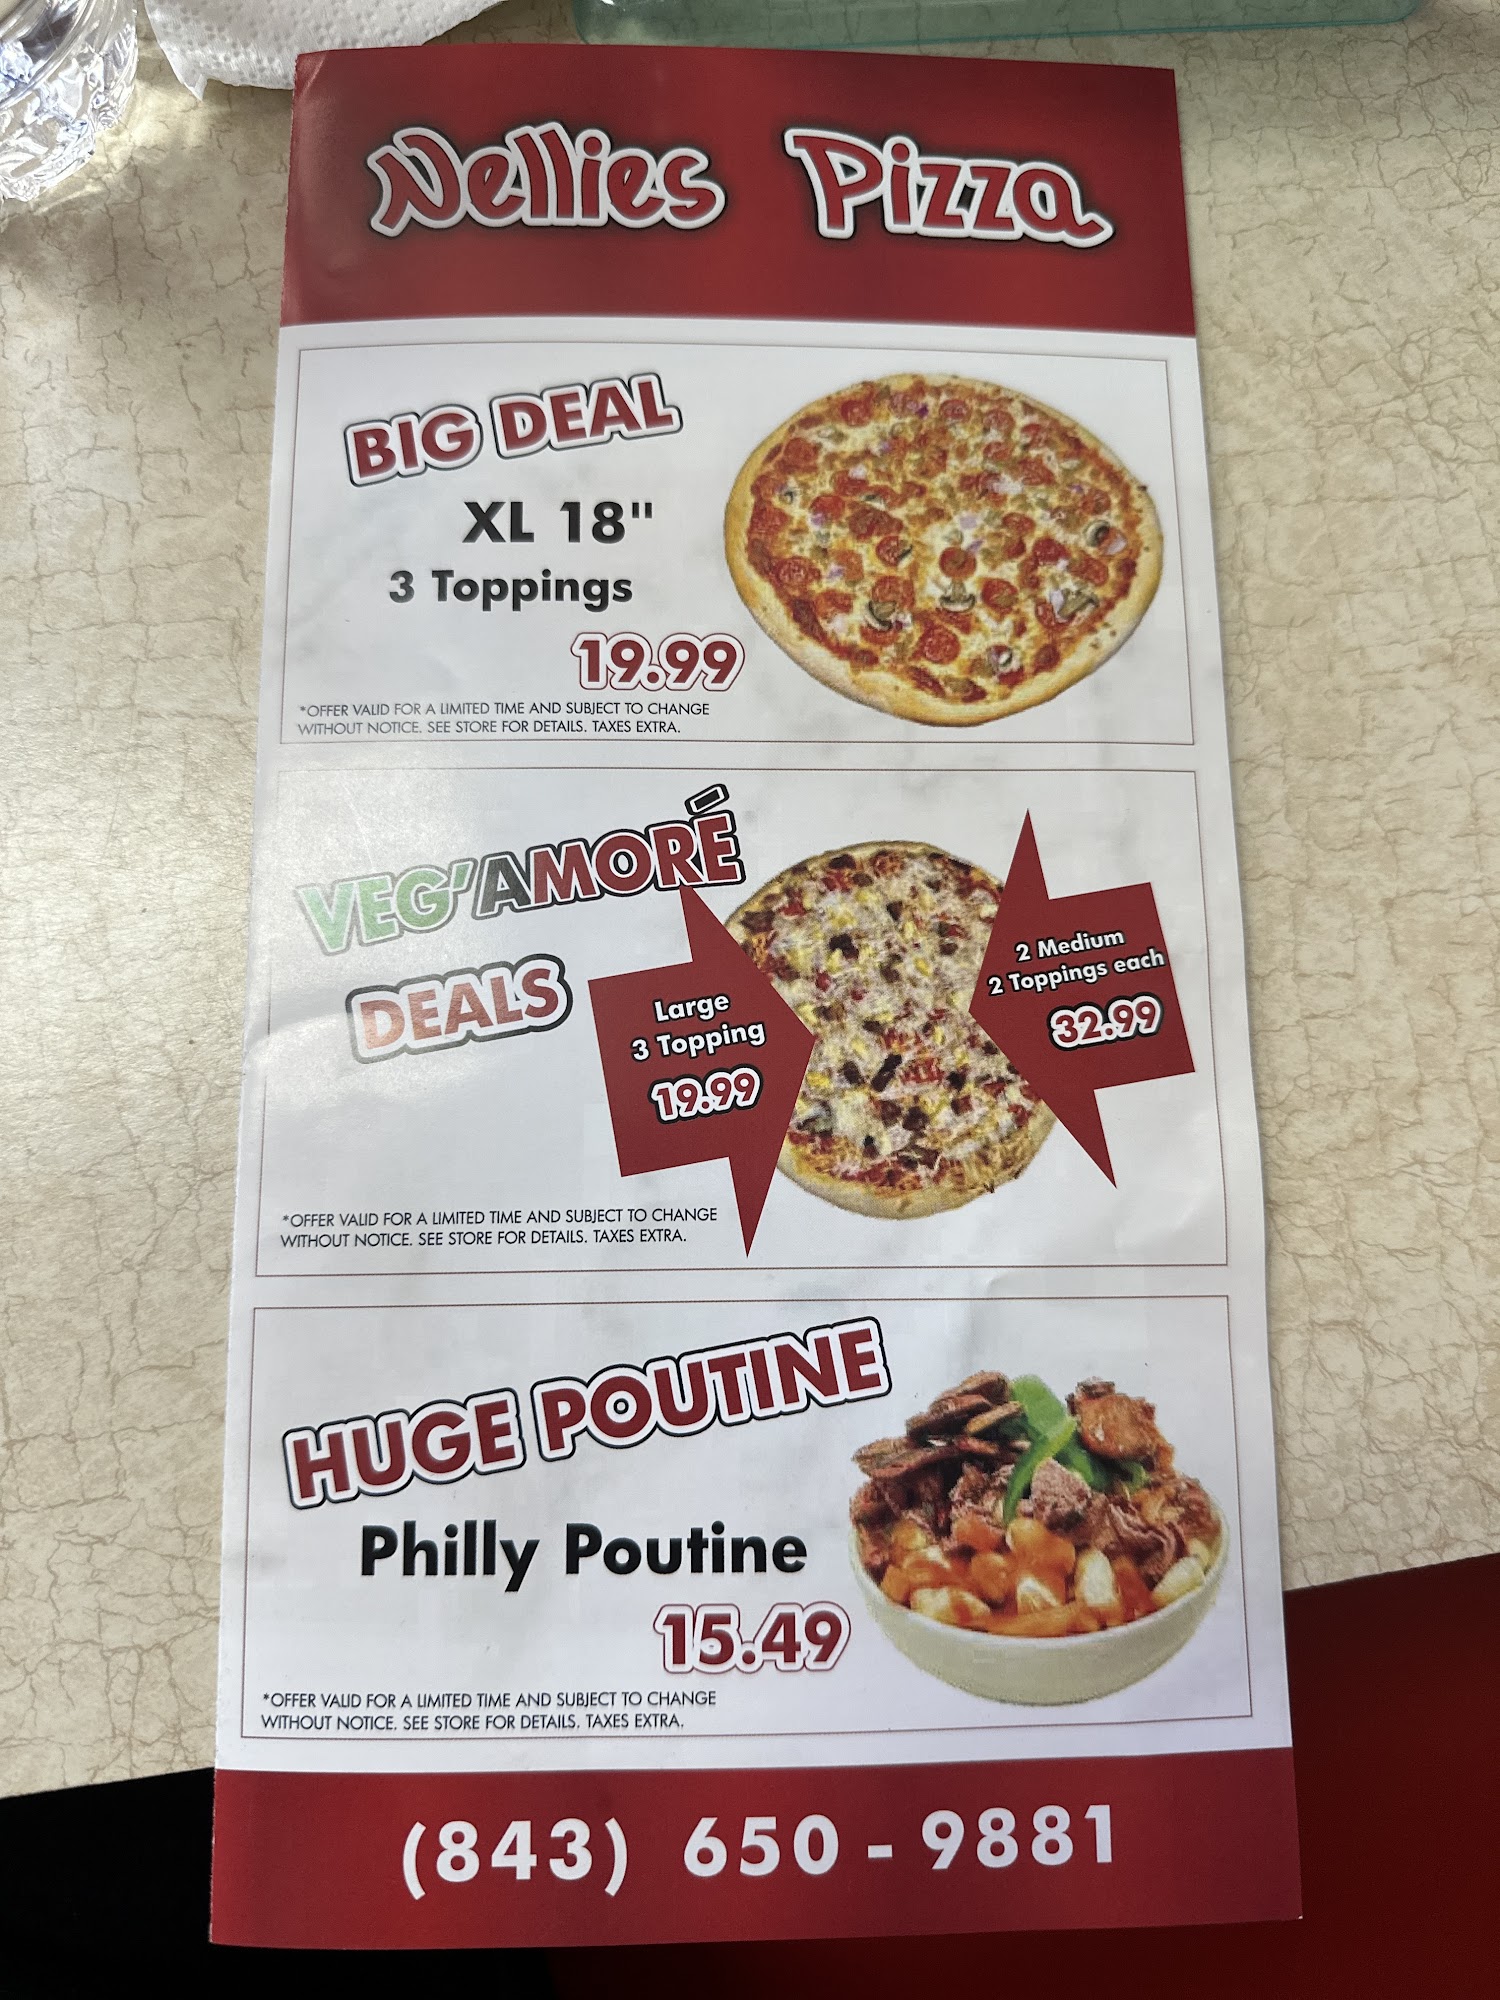 Nellies Pizza
BIG DEAL
XL 18"
3 Toppings
19.99
*OFFER VALID FOR A LIMITED TIME AND SUBJECT TO CHANGE
WITHOUT NOTICE. SEE STORE FOR DETAILS. TAXES EXTRA.
VEG'AMORÉ
DEALS
Large
3 Topping
19.99
2 Medium
2 Toppings each
32.99
*OFFER VALID FOR A LIMITED TIME AND SUBJECT TO CHANGE
WITHOUT NOTICE. SEE STORE FOR DETAILS. TAXES EXTRA.
HUGE POUTINE
Philly Poutine
15.49
*OFFER VALID FOR A LIMITED TIME AND SUBJECT TO CHANGE
WITHOUT NOTICE. SEE STORE FOR DETAILS. TAXES EXTRA.
(843) 650 - 9881